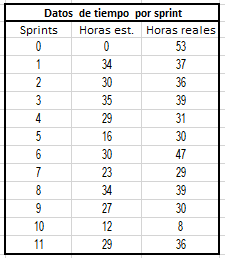 Datos de tiempo por sprint
Sprints Horas est. Horas reales
0 0 53
1 34 37
2 30 36
3 35 39
4 29 31
5 16 30
6 30 47
7 23 29
8 34 39
9 27 30
10 12 8
11 29 36